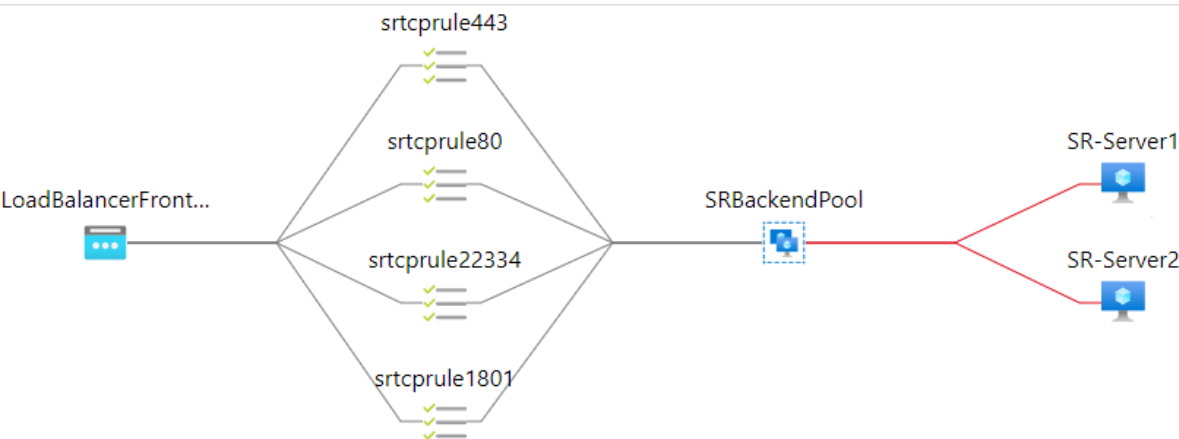 srtcprule443
srtcprule80
SR-Server1
LoadBalancerFront...
SRBackendPool
srtcprule22334
SR-Server2
srtcprule1801